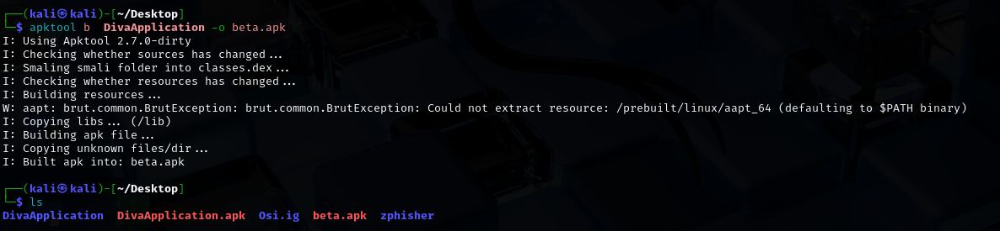 ┌──(kali㉿kali)-[~/Desktop]
└─$ apktool b  DivaApplication -o beta.apk
I: Using Apktool 2.7.0-dirty
I: Checking whether sources has changed...
I: Smaling smali folder into classes.dex...
I: Checking whether resources has changed...
I: Building resources...
W: aapt: brut.common.BrutException: brut.common.BrutException: Could not extract resource: /prebuilt/linux/aapt_64 (defaulting to $PATH binary)
I: Copying libs... (/lib)
I: Building apk file...
I: Copying unknown files/dir...
I: Built apk into: beta.apk
┌──(kali㉿kali)-[~/Desktop]
└─$ ls
DivaApplication  DivaApplication.apk  Osi.ig  beta.apk  zphisher